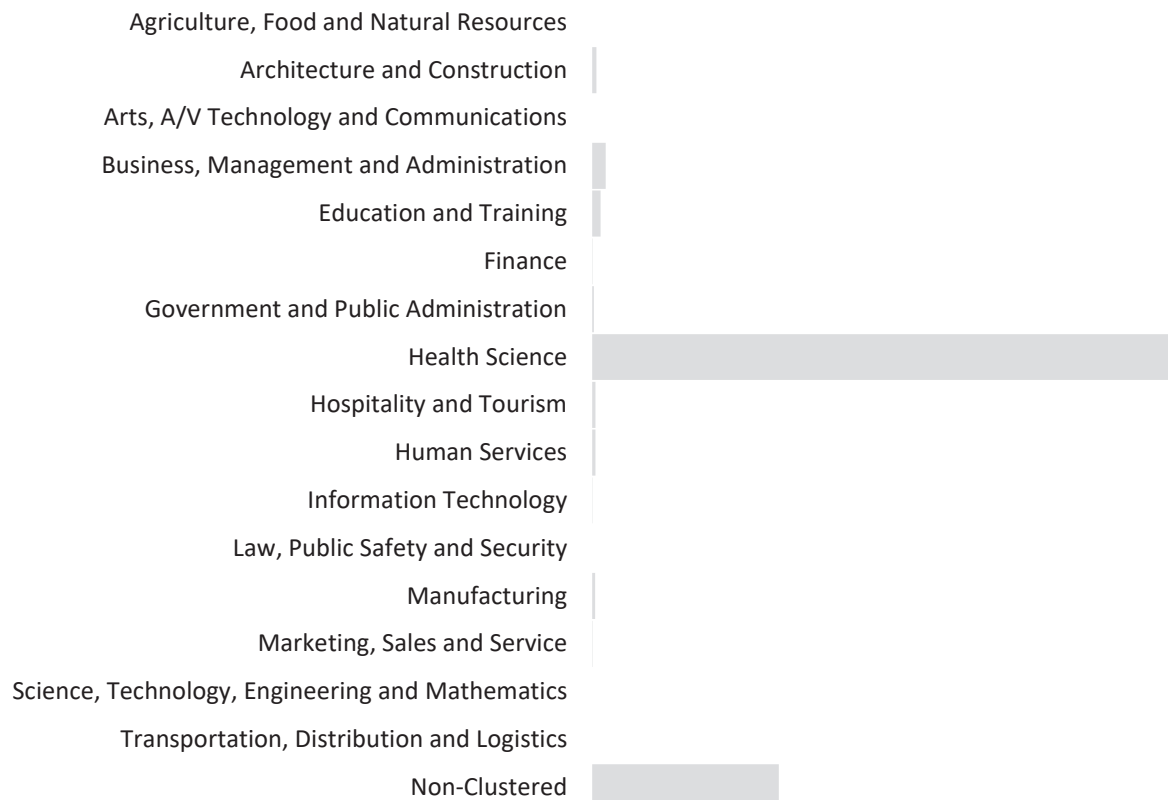 Agriculture, Food and Natural Resources
Architecture and Construction
Arts, A/V Technology and Communications
Business, Management and Administration
Education and Training
Finance
Government and Public Administration
Health Science
Hospitality and Tourism
Human Services
Information Technology
Law, Public Safety and Security
Manufacturing
Marketing, Sales and Service
Science, Technology, Engineering and Mathematics
Transportation, Distribution and Logistics
Non-Clustered